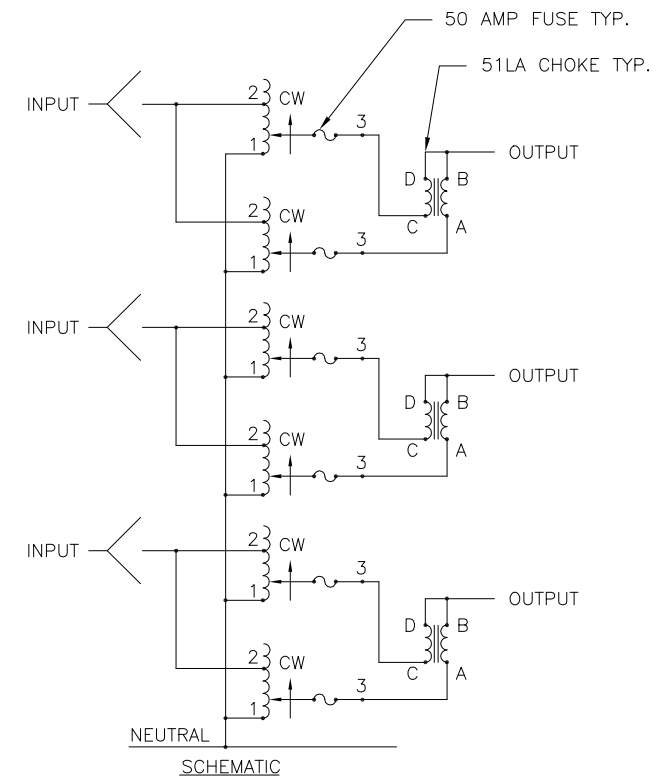 50 AMP FUSE TYP.
51LA CHOKE TYP.
INPUT
2
CW
1
3
OUTPUT
D
B
C
A
2
CW
1
3
INPUT
2
CW
1
3
OUTPUT
D
B
C
A
2
CW
1
3
INPUT
2
CW
1
3
OUTPUT
D
B
C
A
2
CW
1
3
NEUTRAL
SCHEMATIC